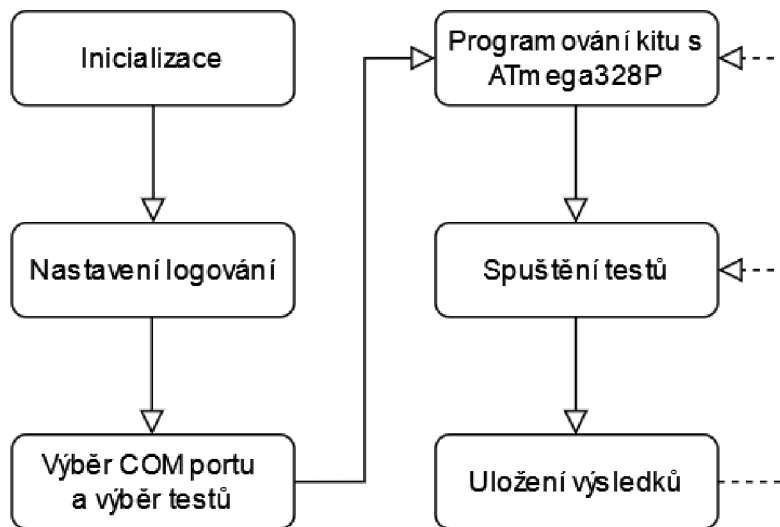 Inicializace
Nastavení logování
Výběr COM portu
a výběr testů
Programování kitu s
ATmega328P
Spuštění testů
Uložení výsledků